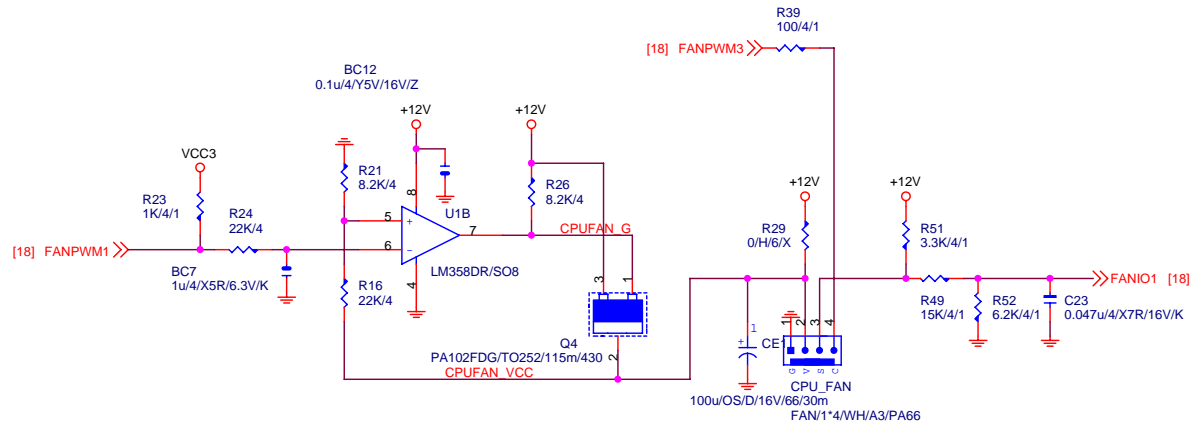 R39
100/4/1
[18] FANPWM3
BC12
0.1u/4/Y5V/16V/Z
+12V
+12V
VCC3
R21
8.2K/4
R26
8.2K/4
+12V
+12V
R23
1K/4/1
R24
22K/4
8
5
+
U1B
7
CPUFAN_G
R29
0/H/6/X
R51
3.3K/4/1
[18] FANPWM1
6
-
LM358DR/SO8
FANIO1 [18]
BC7
1u/4/X5R/6.3V/K
R16
22K/4
4
3
1
R49
15K/4/1
R52
6.2K/4/1
C23
0.047u/4/X7R/16V/K
1
2
3
4
1
+
CE1
Q4
PA102FDG/TO252/115m/430
2
CPUFAN_VCC
G
V
S
C
CPU_FAN
100u/OS/D/16V/66/30m
FAN/1*4/WH/A3/PA66